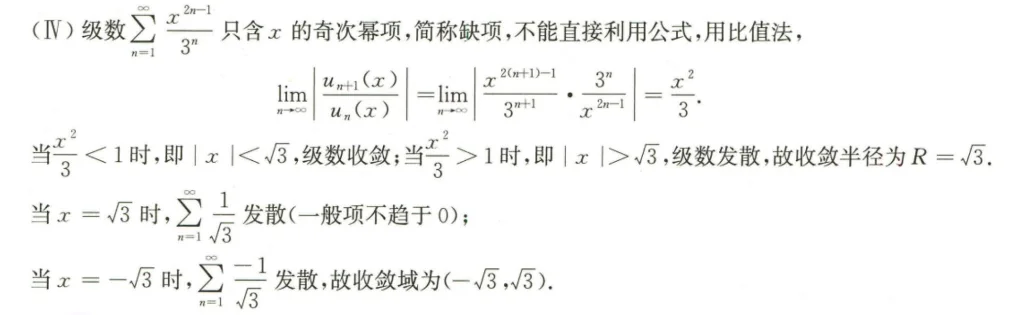 (Ⅳ) 级数 $\sum_{n=1}^{\infty} \frac{x^{2n-1}}{3^n}$ 只含 $x$ 的奇次幂项,简称缺项,不能直接利用公式,用比值法,
$\lim_{n \to \infty} \left| \frac{u_{n+1}(x)}{u_n(x)} \right| = \lim_{n \to \infty} \left| \frac{x^{2(n+1)-1}}{3^{n+1}} \cdot \frac{3^n}{x^{2n-1}} \right| = \frac{x^2}{3}.$
当 $\frac{x^2}{3} < 1$ 时,即 $|x| < \sqrt{3}$,级数收敛;当 $\frac{x^2}{3} > 1$ 时,即 $|x| > \sqrt{3}$,级数发散,故收敛半径为 $R = \sqrt{3}$.
当 $x = \sqrt{3}$ 时, $\sum_{n=1}^{\infty} \frac{1}{\sqrt{3}}$ 发散(一般项不趋于 0);
当 $x = -\sqrt{3}$ 时, $\sum_{n=1}^{\infty} \frac{-1}{\sqrt{3}}$ 发散,故收敛域为$(-\sqrt{3},\sqrt{3})$.